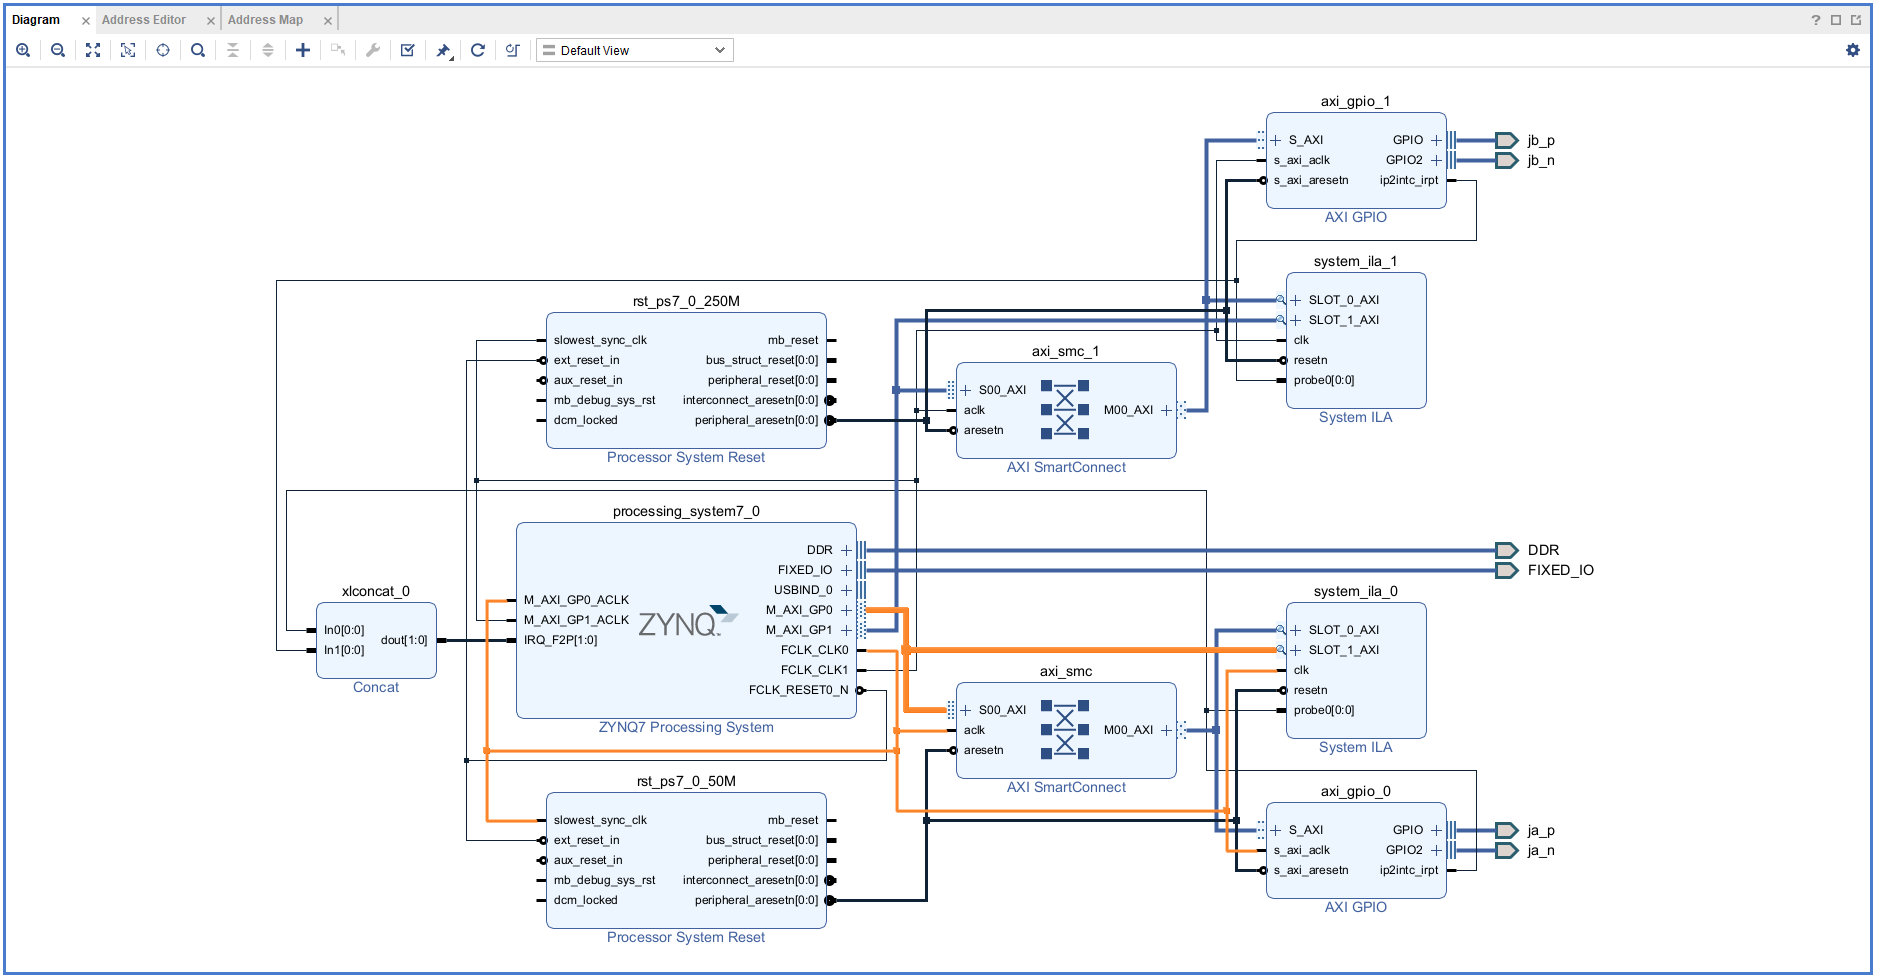 Diagram
Address Editor
Address Map
Default View
axi_gpio_1
S_AXI
s_axi_aclk
s_axi_aresetn
GPIO
GPIO2
ip2intc_irpt
AXI GPIO
jb_p
jb_n
system_ila_1
SLOT_0_AXI
SLOT_1_AXI
clk
resetn
probe0[0:0]
System ILA
rst_ps7_0_250M
slowest_sync_clk
ext_reset_in
aux_reset_in
mb_debug_sys_rst
dcm_locked
mb_reset
bus_struct_reset[0:0]
peripheral_reset[0:0]
interconnect_aresetn[0:0]
peripheral_aresetn[0:0]
Processor System Reset
axi_smc_1
S00_AXI
aclk
aresetn
M00_AXI
AXI SmartConnect
processing_system7_0
M_AXI_GP0_ACLK
M_AXI_GP1_ACLK
IRQ_F2P[1:0]
ZYNQ
DDR
FIXED_IO
USBIND_0
M_AXI_GP0
M_AXI_GP1
FCLK_CLK0
FCLK_CLK1
FCLK_RESET0_N
ZYNQ7 Processing System
DDR
FIXED_IO
xlconcat_0
In0[0:0]
In1[0:0]
dout[1:0]
Concat
system_ila_0
SLOT_0_AXI
SLOT_1_AXI
clk
resetn
probe0[0:0]
System ILA
axi_smc
S00_AXI
aclk
aresetn
M00_AXI
AXI SmartConnect
rst_ps7_0_50M
slowest_sync_clk
ext_reset_in
aux_reset_in
mb_debug_sys_rst
dcm_locked
mb_reset
bus_struct_reset[0:0]
peripheral_reset[0:0]
interconnect_aresetn[0:0]
peripheral_aresetn[0:0]
Processor System Reset
axi_gpio_0
S_AXI
s_axi_aclk
s_axi_aresetn
GPIO
GPIO2
ip2intc_irpt
AXI GPIO
ja_p
ja_n